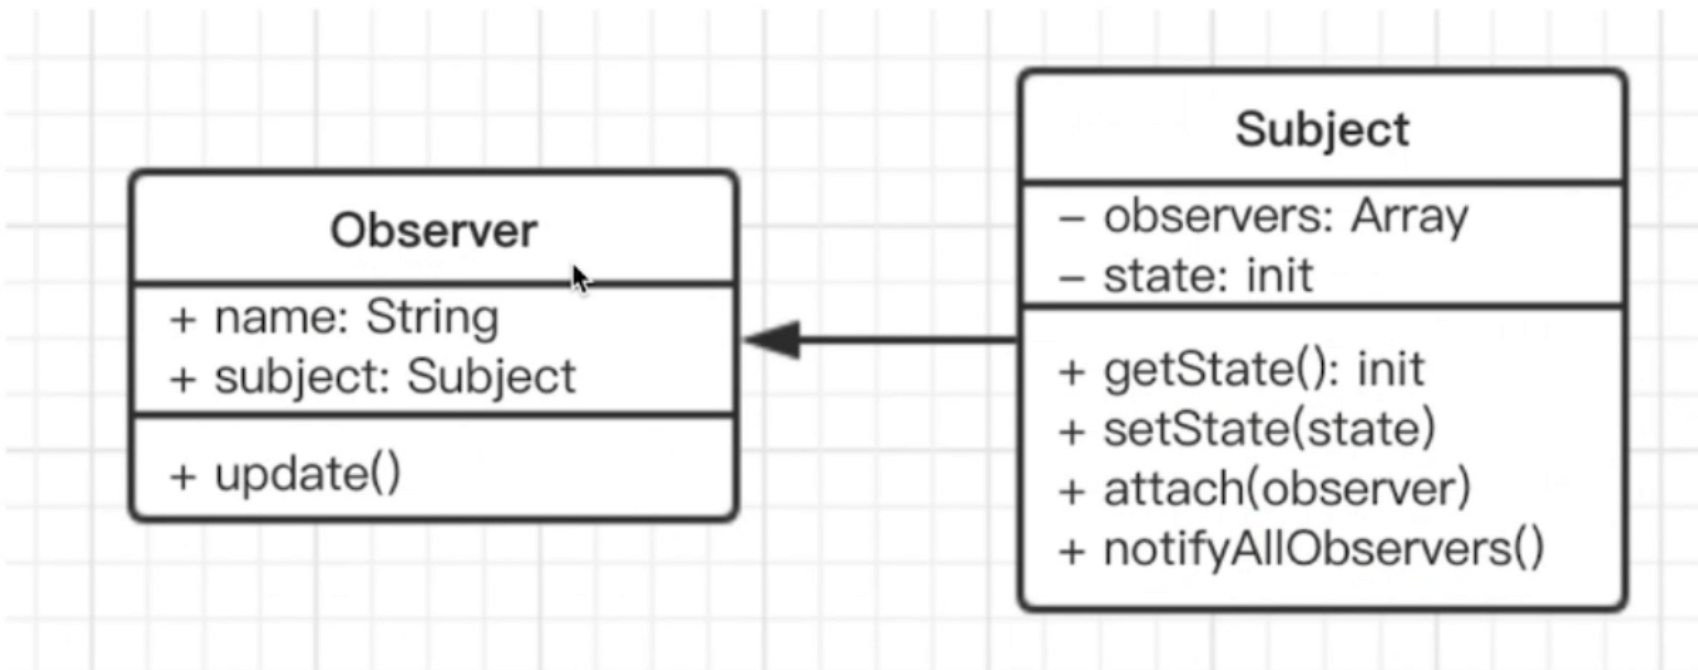 Observer
+ name: String
+ subject: Subject
+ update()
Subject
– observers: Array
– state: init
+ getState(): init
+ setState(state)
+ attach(observer)
+ notifyAllObservers()